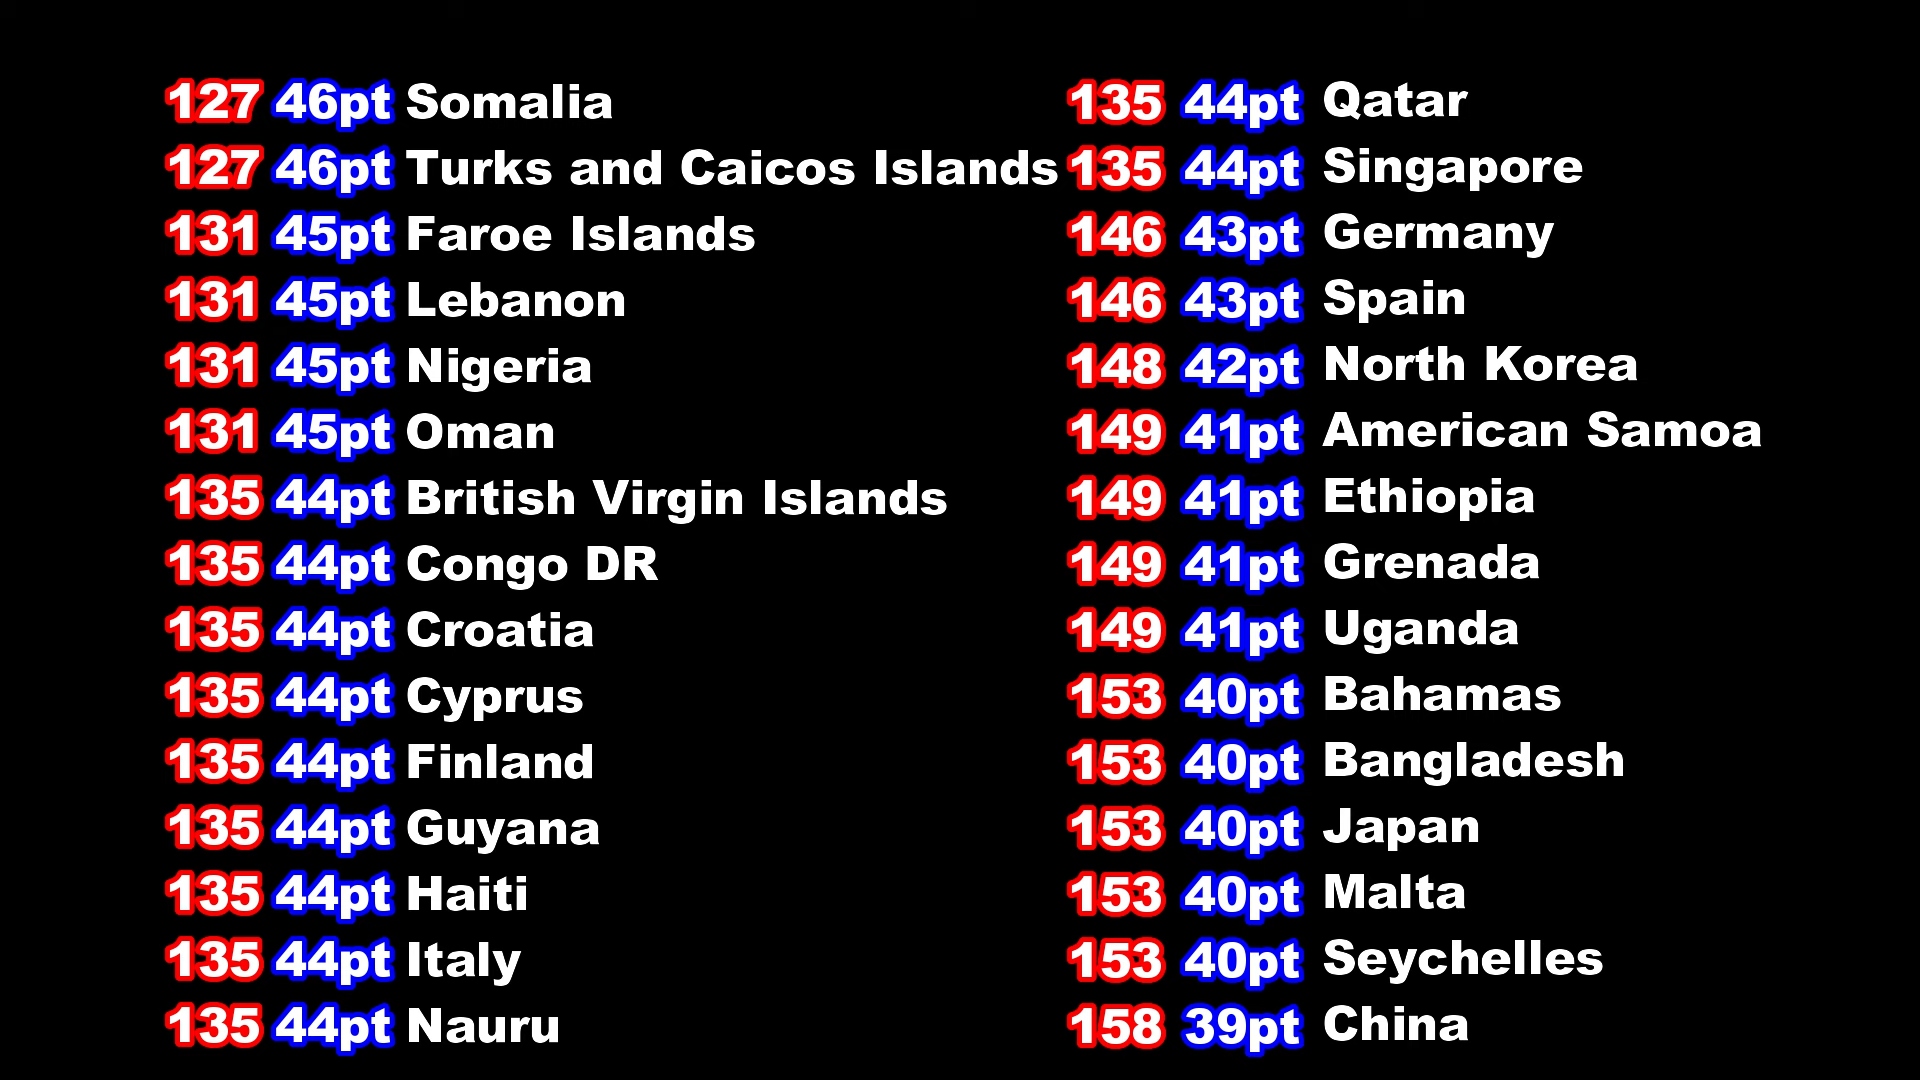 127 46pt Somalia
127 46pt Turks and Caicos Islands
131 45pt Faroe Islands
131 45pt Lebanon
131 45pt Nigeria
131 45pt Oman
135 44pt British Virgin Islands
135 44pt Congo DR
135 44pt Croatia
135 44pt Cyprus
135 44pt Finland
135 44pt Guyana
135 44pt Haiti
135 44pt Italy
135 44pt Nauru
135 44pt Qatar
135 44pt Singapore
146 43pt Germany
146 43pt Spain
148 42pt North Korea
149 41pt American Samoa
149 41pt Ethiopia
149 41pt Grenada
149 41pt Uganda
153 40pt Bahamas
153 40pt Bangladesh
153 40pt Japan
153 40pt Malta
153 40pt Seychelles
158 39pt China